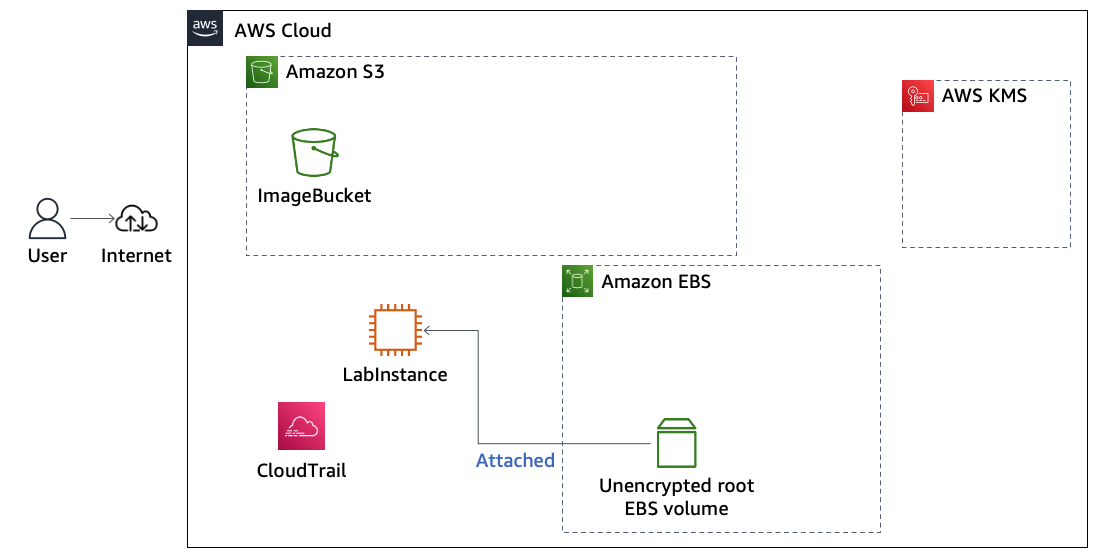 aws
AWS Cloud
Amazon S3
AWS KMS
ImageBucket
User
Internet
Amazon EBS
LabInstance
CloudTrail
Attached
Unencrypted root
EBS volume